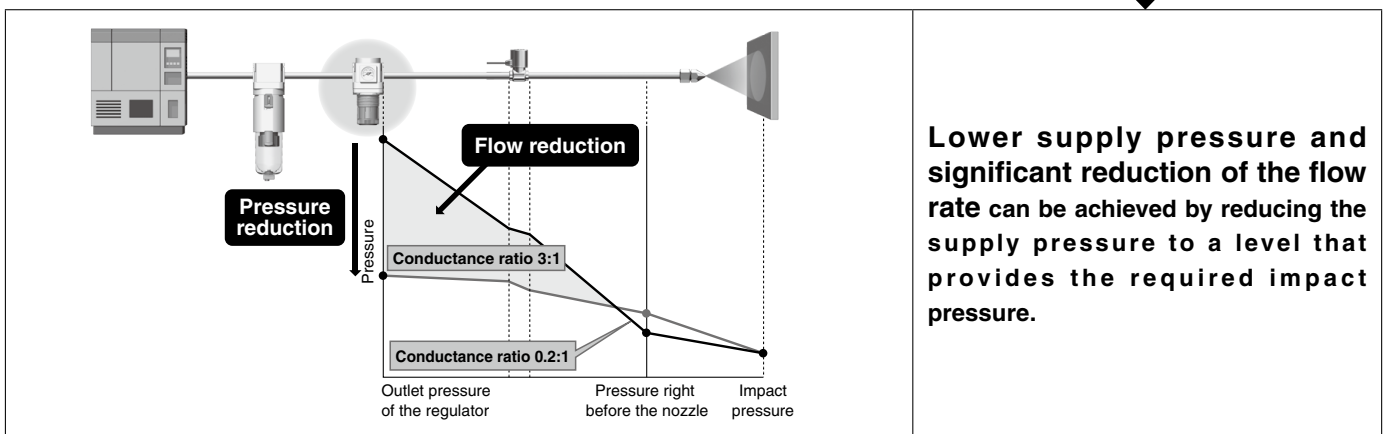 Flow reduction
Pressure
reduction
Pressure
Conductance ratio 3:1
Conductance ratio 0.2:1
Outlet pressure
of the regulator
Pressure right
before the nozzle
Impact
pressure
Lower supply pressure and
significant reduction of the flow
rate can be achieved by reducing the
supply pressure to a level that
provides the required impact
pressure.